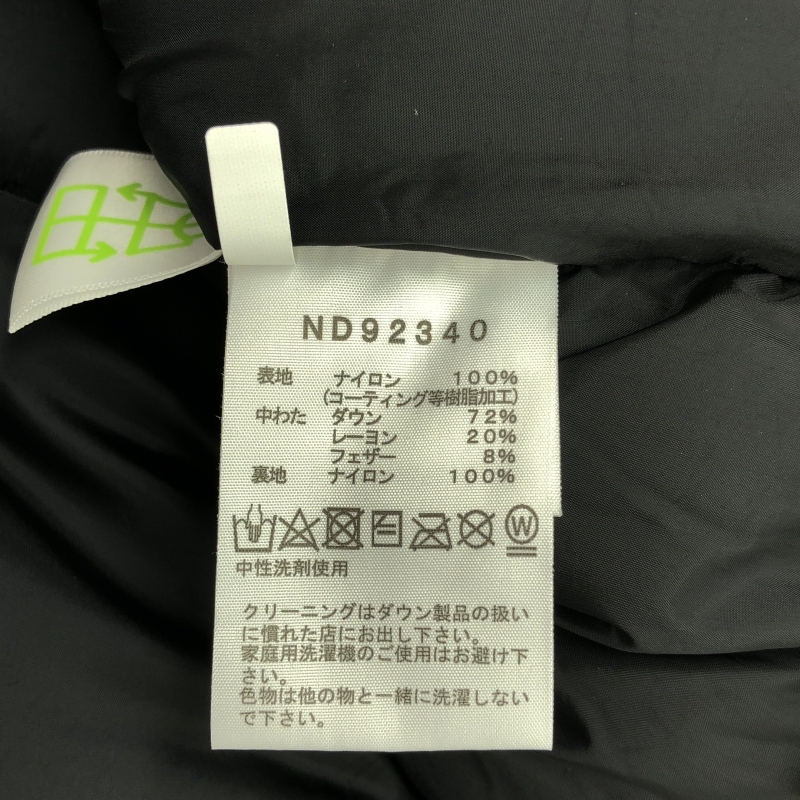 ND92340
表地 ナイロン 100%
(コーティング等樹脂加工)
中わた ダウン 72%
レーヨン 20%
フェザー 8%
裏地 ナイロン 100%
W
中性洗剤使用
クリーニングはダウン製品の扱い
に慣れた店にお出し下さい。
家庭用洗濯機のご使用はお避け下
さい。
色物は他の物と一緒に洗濯しない
で下さい。